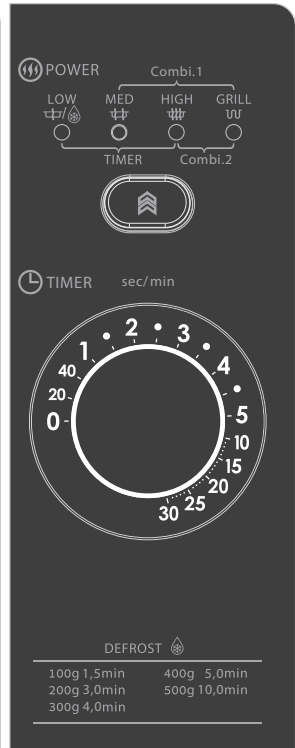 POWER
Combi.1
LOW MED HIGH GRILL
TIMER Combi.2
TIMER sec/min
0
20
40
1
2
3
4
5
10
15
20
25
30
DEFROST
100g 1,5min 400g 5,0min
200g 3,0min 500g 10,0min
300g 4,0min